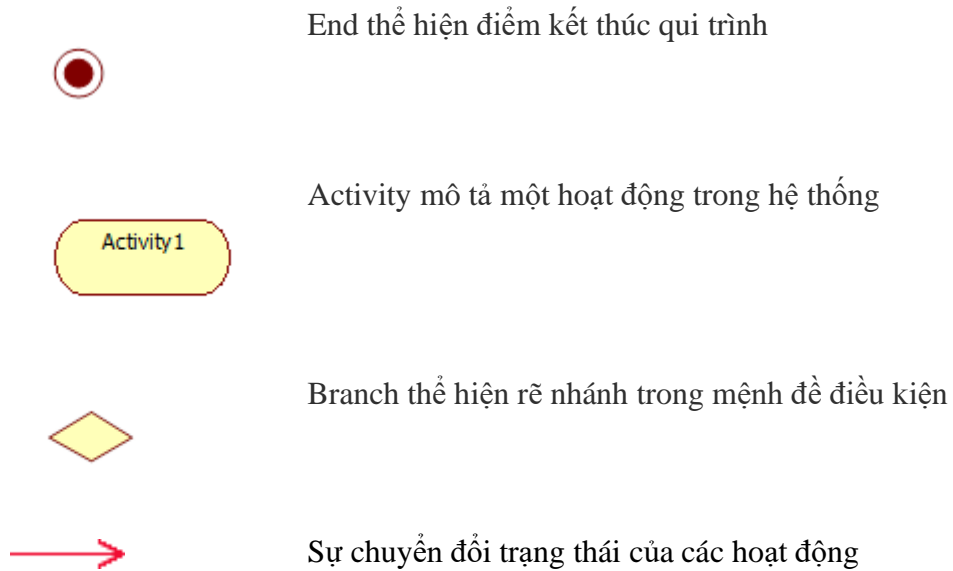 End thể hiện điểm kết thúc qui trình
Activity mô tả một hoạt động trong hệ thống
Activity1
Branch thể hiện rẽ nhánh trong mệnh đề điều kiện
Sự chuyển đổi trạng thái của các hoạt động